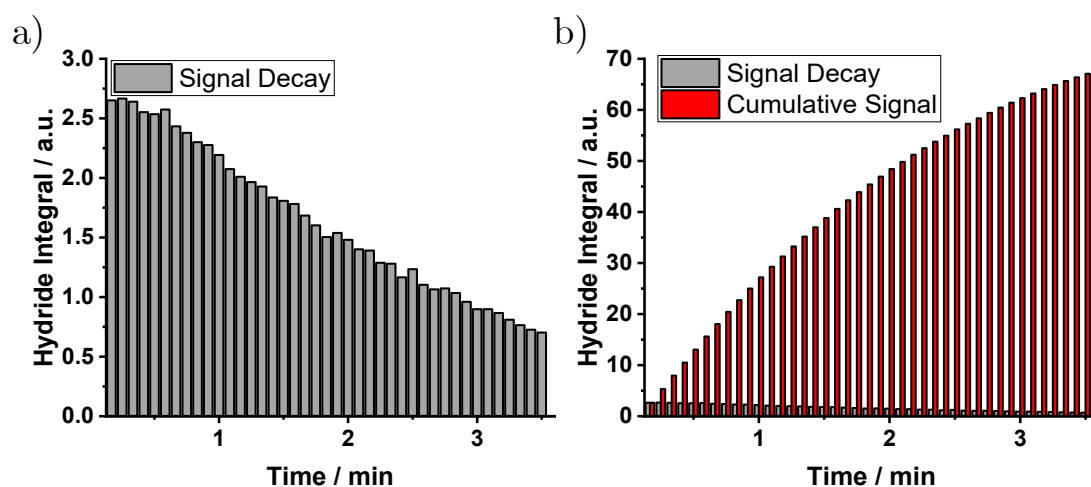 a)
Hydride Integral / a.u.
3.0
2.5
2.0
1.5
1.0
0.5
0.0
Signal Decay
1
2
3
Time / min
b)
Hydride Integral / a.u.
70
60
50
40
30
20
10
0
Signal Decay
Cumulative Signal
1
2
3
Time / min